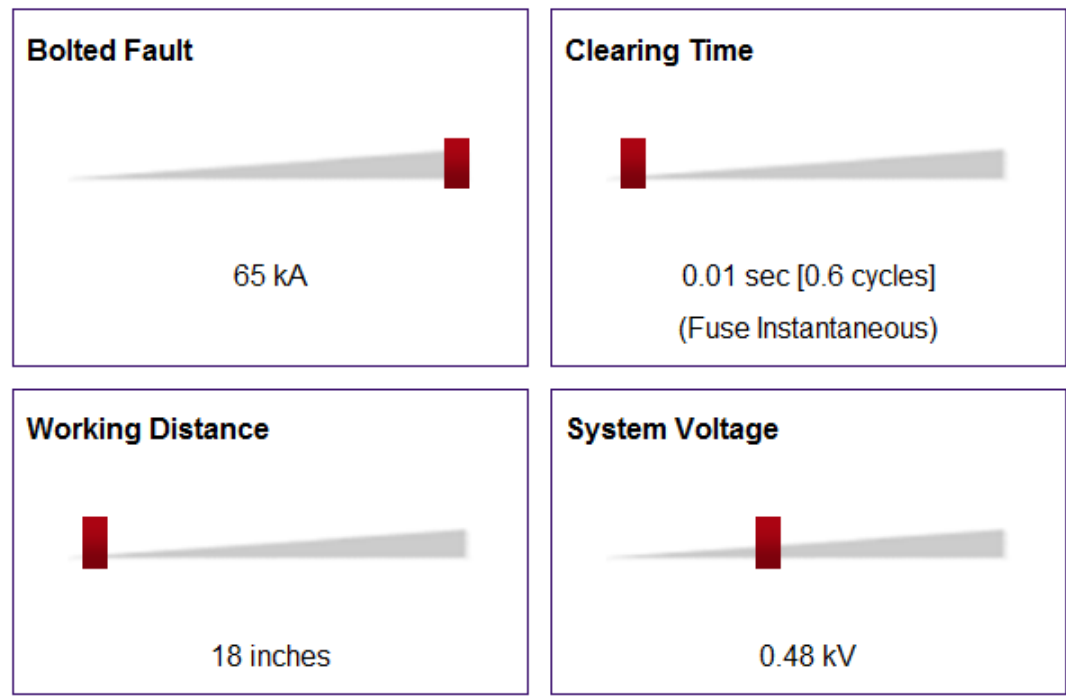 Bolted Fault
65 kA
Clearing Time
0.01 sec [0.6 cycles]
(Fuse Instantaneous)
Working Distance
18 inches
System Voltage
0.48 kV